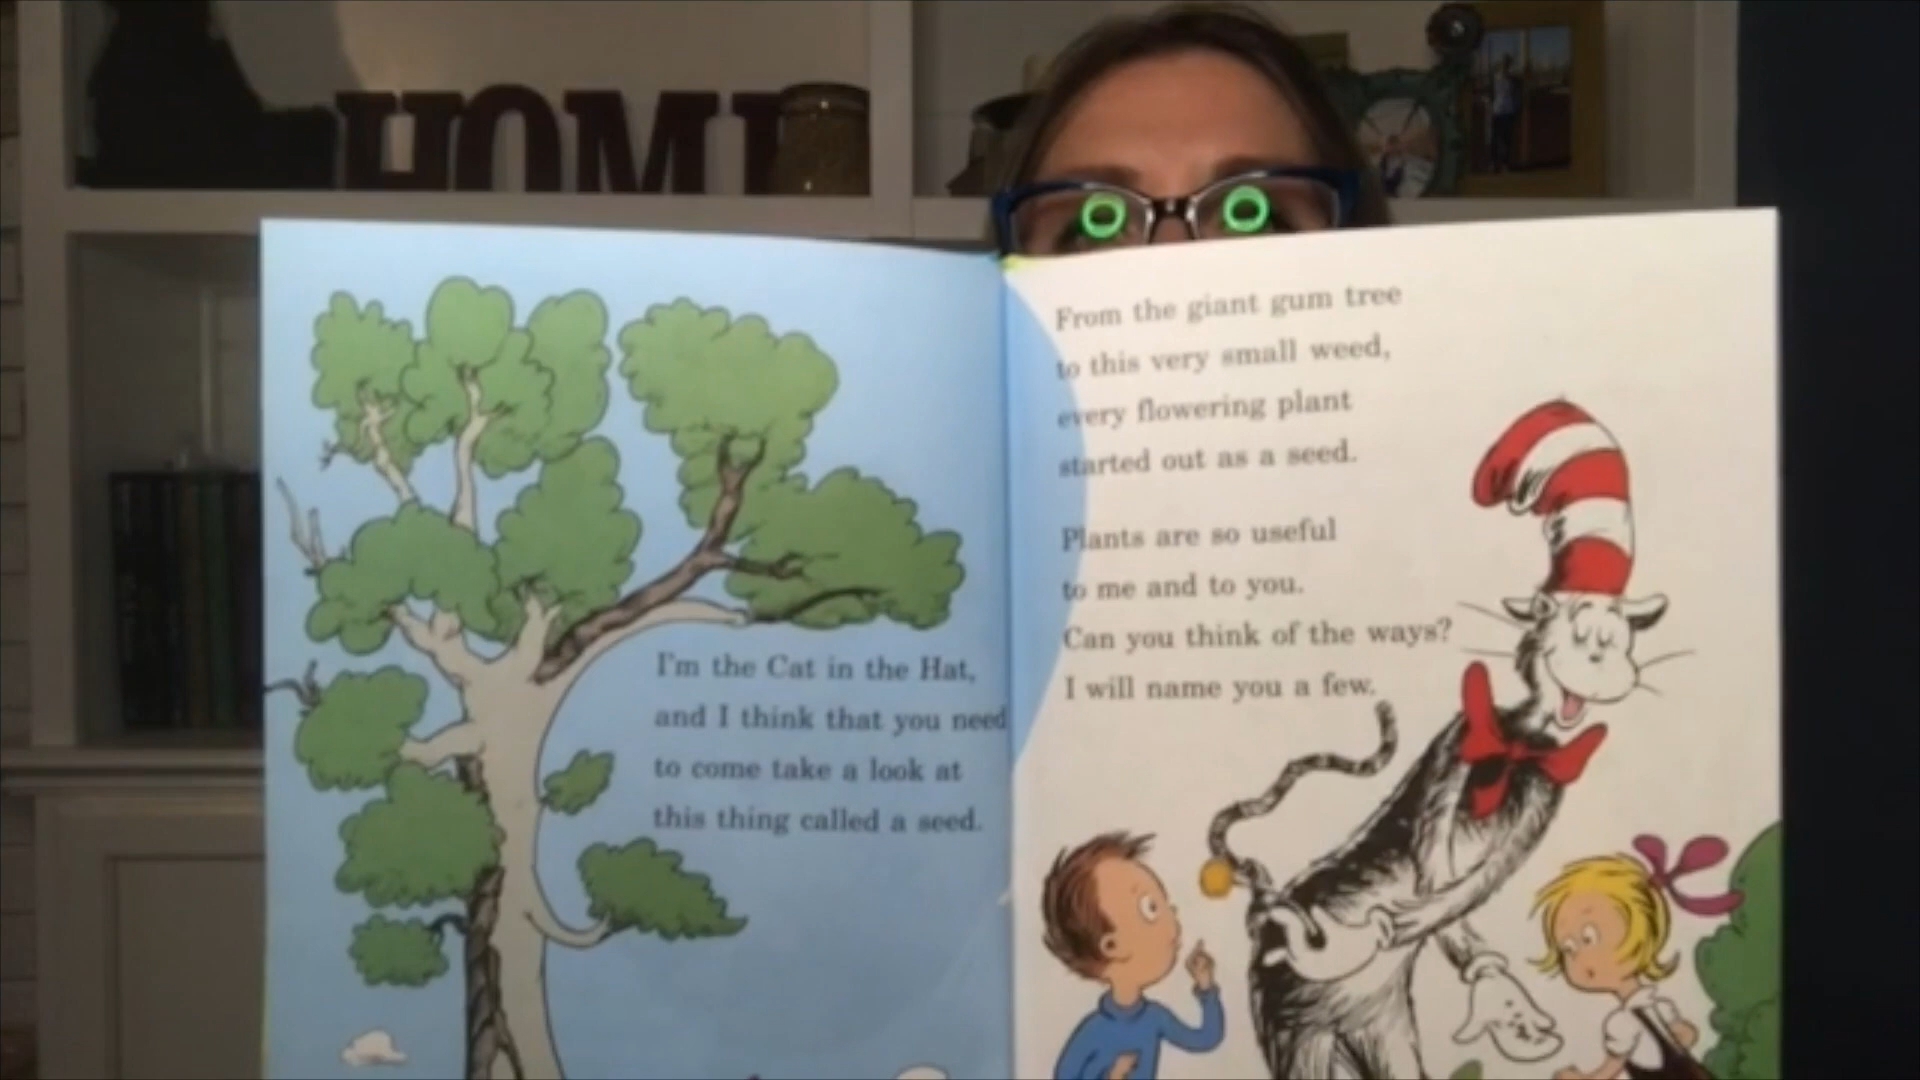 HOME
I'm the Cat in the Hat,
and I think that you need
to come take a look at
this thing called a seed.
From the giant gum tree
to this very small weed,
every flowering plant
started out as a seed.
Plants are so useful
to me and to you.
Can you think of the ways?
I will name you a few.